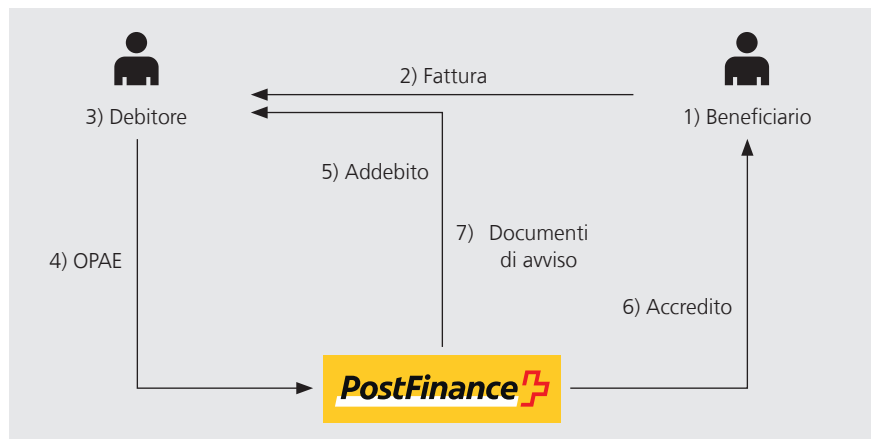 2) Fattura
3) Debitore
1) Beneficiario
5) Addebito
7) Documenti
di avviso
4) OPAE
6) Accredito
PostFinance